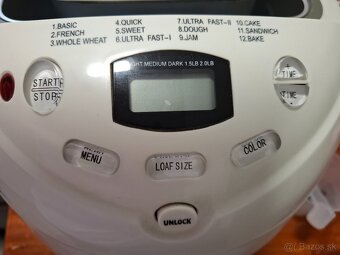 1.BASIC 4.QUICK 7.ULTRA FAST-II 10.CAKE
2.FRENCH 5.SWEET 8.DOUGH 11.SANDWICH
3.WHOLE WHEAT 6.ULTRA FAST-I 9.JAM 12.BAKE
MEDIUM DARK 1.5LB 2.0LB
START
STOP
TIME
TIME
MENU
LOAF SIZE
COLOR
UNLOCK
Bazos.sk